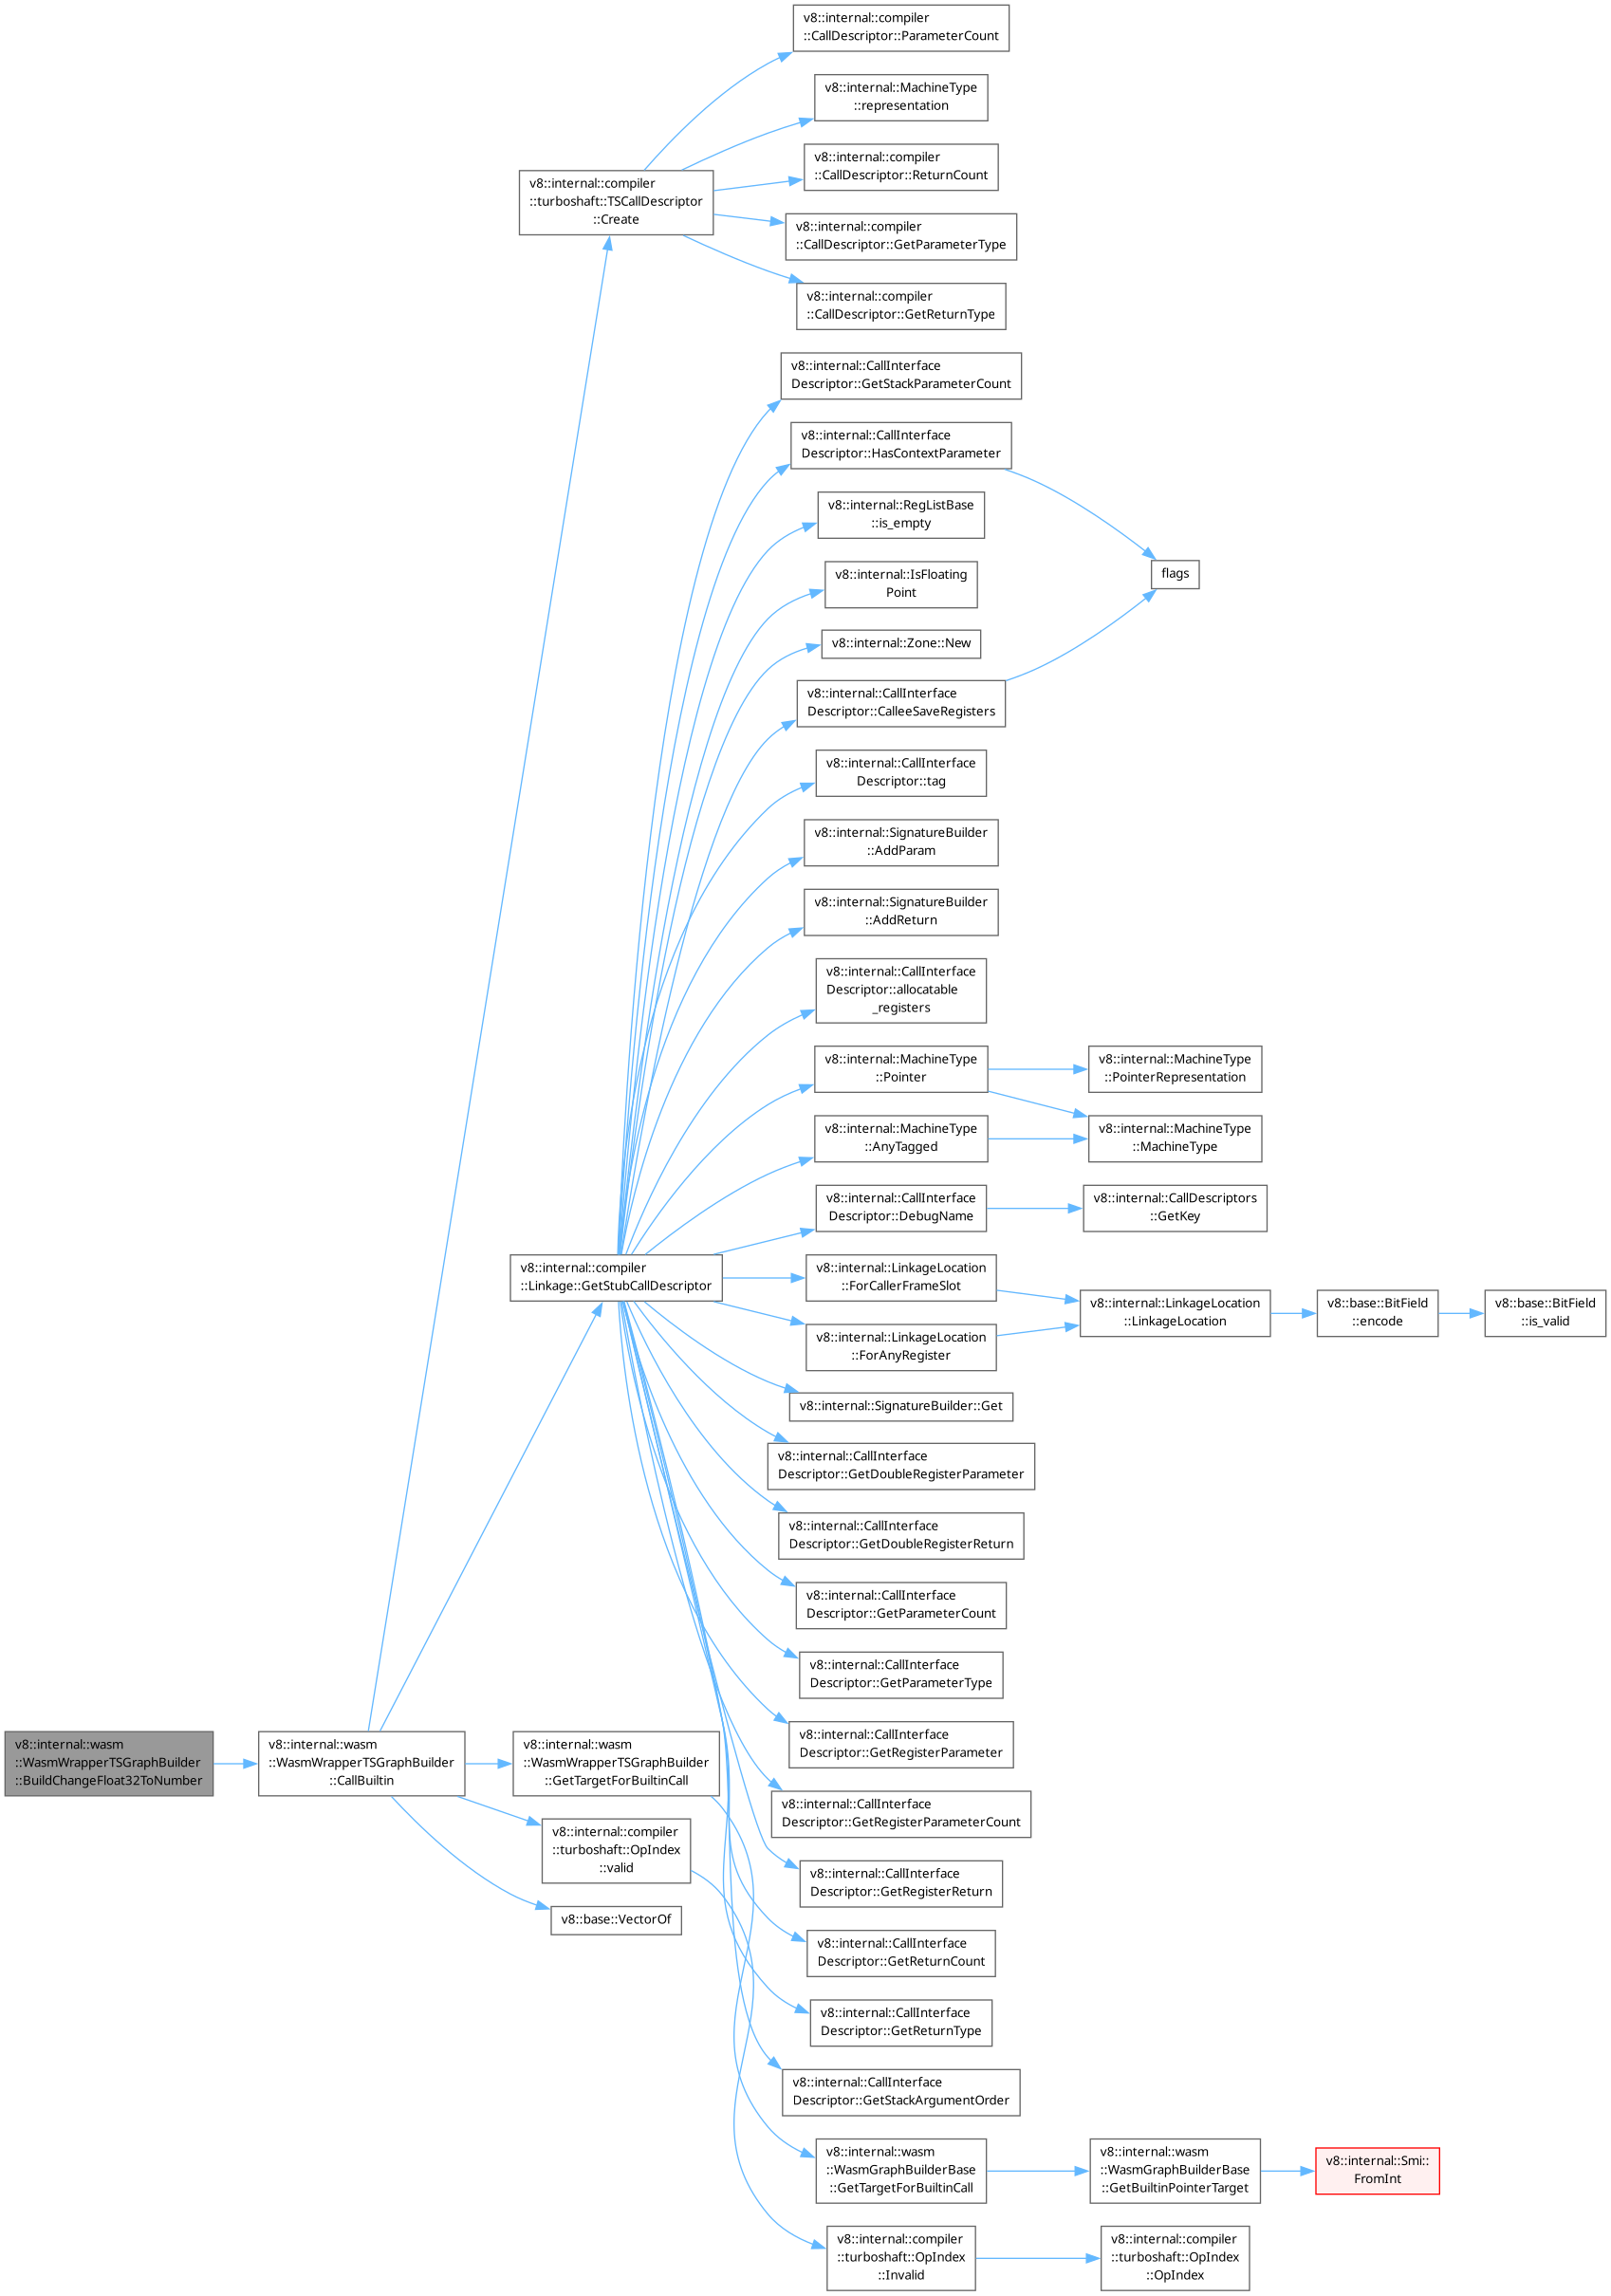 v8::internal::compiler
::CallDescriptor::ParameterCount
v8::internal::MachineType
::representation
v8::internal::compiler
::CallDescriptor::ReturnCount
v8::internal::compiler
::turboshaft::TSCallDescriptor
::Create
v8::internal::compiler
::CallDescriptor::GetParameterType
v8::internal::compiler
::CallDescriptor::GetReturnType
v8::internal::CallInterface
Descriptor::GetStackParameterCount
v8::internal::CallInterface
Descriptor::HasContextParameter
v8::internal::RegListBase
::is_empty
v8::internal::IsFloating
Point
flags
v8::internal::Zone::New
v8::internal::CallInterface
Descriptor::CalleeSaveRegisters
v8::internal::CallInterface
Descriptor::tag
v8::internal::SignatureBuilder
::AddParam
v8::internal::SignatureBuilder
::AddReturn
v8::internal::CallInterface
Descriptor::allocatable
_registers
v8::internal::MachineType
::Pointer
v8::internal::MachineType
::PointerRepresentation
v8::internal::MachineType
::AnyTagged
v8::internal::MachineType
::MachineType
v8::internal::CallInterface
Descriptor::DebugName
v8::internal::CallDescriptors
::GetKey
v8::internal::compiler
::Linkage::GetStubCallDescriptor
v8::internal::LinkageLocation
::ForCallerFrameSlot
v8::internal::LinkageLocation
::LinkageLocation
v8::base::BitField
::encode
v8::base::BitField
::is_valid
v8::internal::LinkageLocation
::ForAnyRegister
v8::internal::SignatureBuilder::Get
v8::internal::CallInterface
Descriptor::GetDoubleRegisterParameter
v8::internal::CallInterface
Descriptor::GetDoubleRegisterReturn
v8::internal::CallInterface
Descriptor::GetParameterCount
v8::internal::CallInterface
Descriptor::GetParameterType
v8::internal::CallInterface
Descriptor::GetRegisterParameter
v8::internal::wasm
::WasmWrapperTSGraphBuilder
::BuildChangeFloat32ToNumber
v8::internal::wasm
::WasmWrapperTSGraphBuilder
::CallBuiltin
v8::internal::wasm
::WasmWrapperTSGraphBuilder
::GetTargetForBuiltinCall
v8::internal::CallInterface
Descriptor::GetRegisterParameterCount
v8::internal::compiler
::turboshaft::OpIndex
::valid
v8::internal::CallInterface
Descriptor::GetRegisterReturn
v8::base::VectorOf
v8::internal::CallInterface
Descriptor::GetReturnCount
v8::internal::CallInterface
Descriptor::GetReturnType
v8::internal::CallInterface
Descriptor::GetStackArgumentOrder
v8::internal::wasm
::WasmGraphBuilderBase
::GetTargetForBuiltinCall
v8::internal::wasm
::WasmGraphBuilderBase
::GetBuiltinPointerTarget
v8::internal::Smi::
FromInt
v8::internal::compiler
::turboshaft::OpIndex
::Invalid
v8::internal::compiler
::turboshaft::OpIndex
::OpIndex